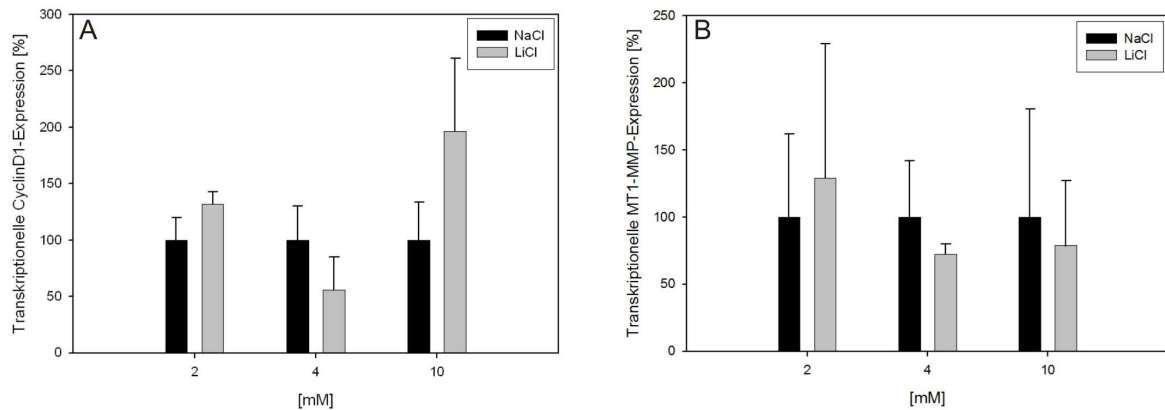 A
Transkriptionelle CyclinD1-Expression [%]
300
250
200
150
100
50
0
NaCl
LiCl
2
4
10
[mM]
B
Transkriptionelle MT1-MMP-Expression [%]
250
200
150
100
50
0
NaCl
LiCl
2
4
10
[mM]